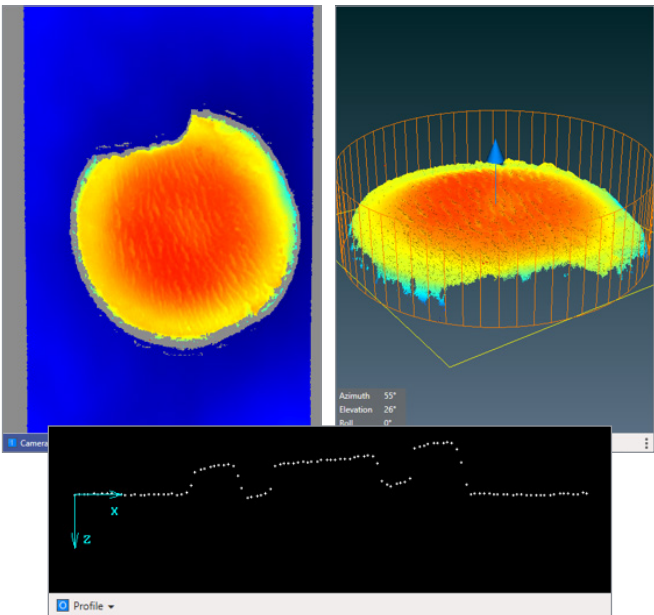 Azimuth 55°
Elevation 26°
Roll 0°
Camera
x
z
Profile